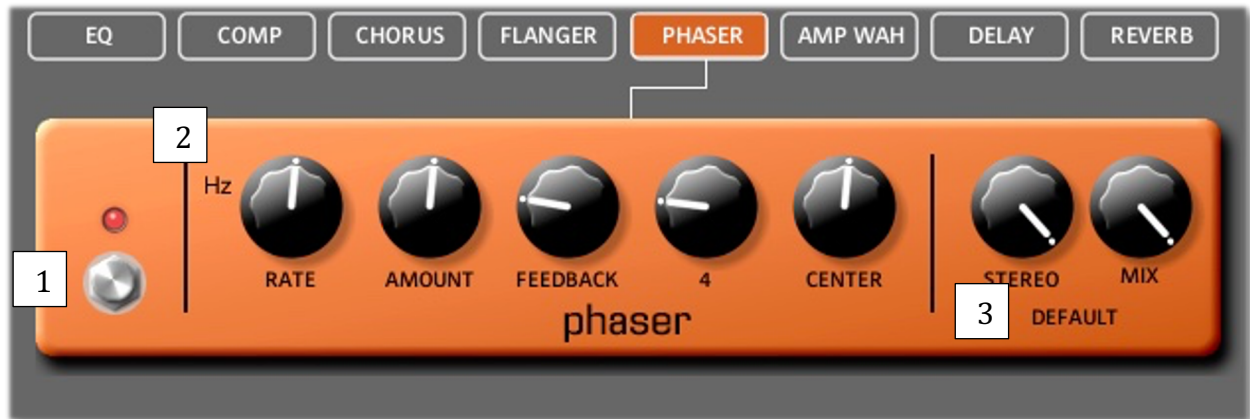 EQ COMP CHORUS FLANGER PHASER AMP WAH DELAY REVERB
2
Hz
1
RATE AMOUNT FEEDBACK 4 CENTER STEREO MIX
3 DEFAULT
phaser